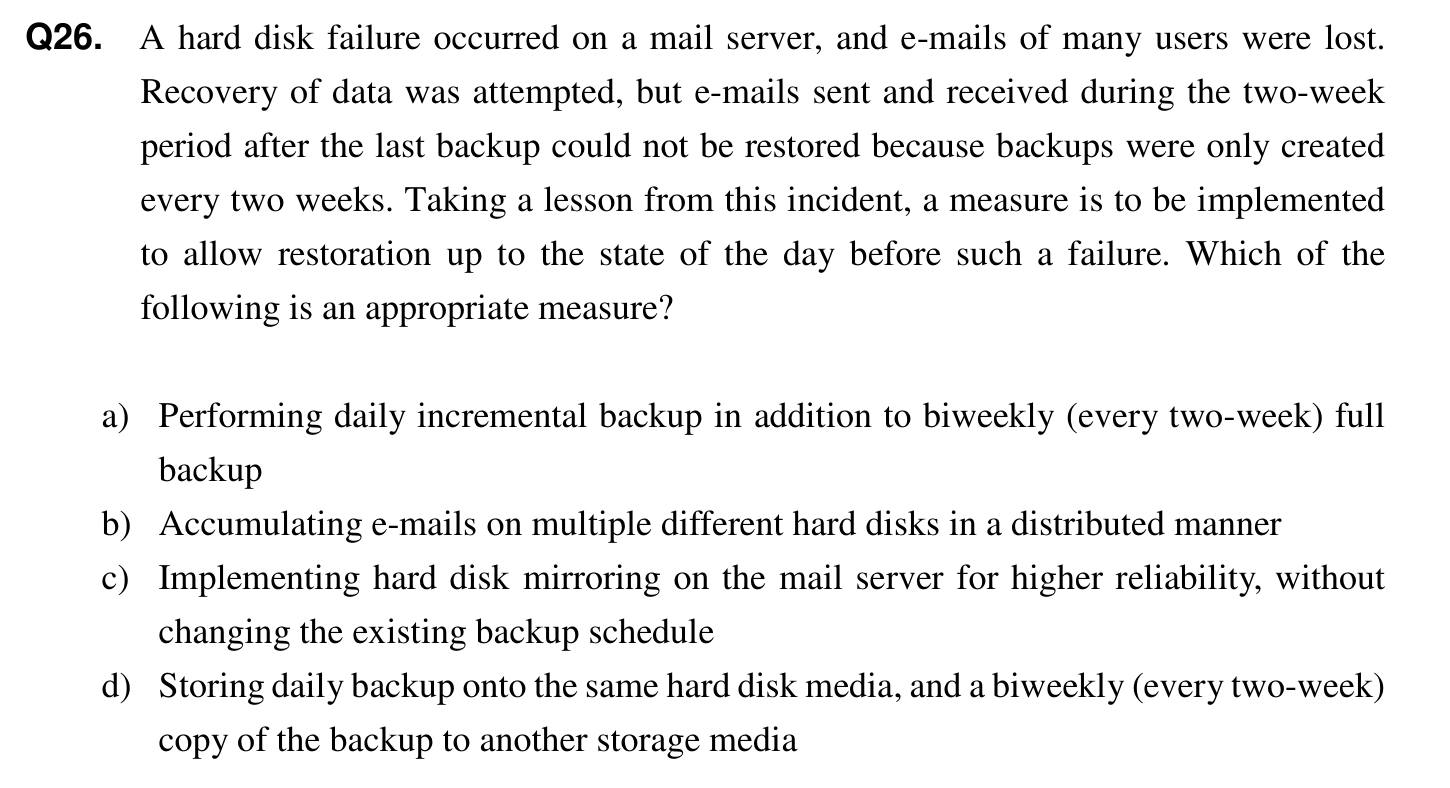 Q26. A hard disk failure occurred on a mail server, and e-mails of many users were lost.
Recovery of data was attempted, but e-mails sent and received during the two-week
period after the last backup could not be restored because backups were only created
every two weeks. Taking a lesson from this incident, a measure is to be implemented
to allow restoration up to the state of the day before such a failure. Which of the
following is an appropriate measure?
a) Performing daily incremental backup in addition to biweekly (every two-week) full
backup
b) Accumulating e-mails on multiple different hard disks in a distributed manner
c) Implementing hard disk mirroring on the mail server for higher reliability, without
changing the existing backup schedule
d) Storing daily backup onto the same hard disk media, and a biweekly (every two-week)
copy of the backup to another storage media